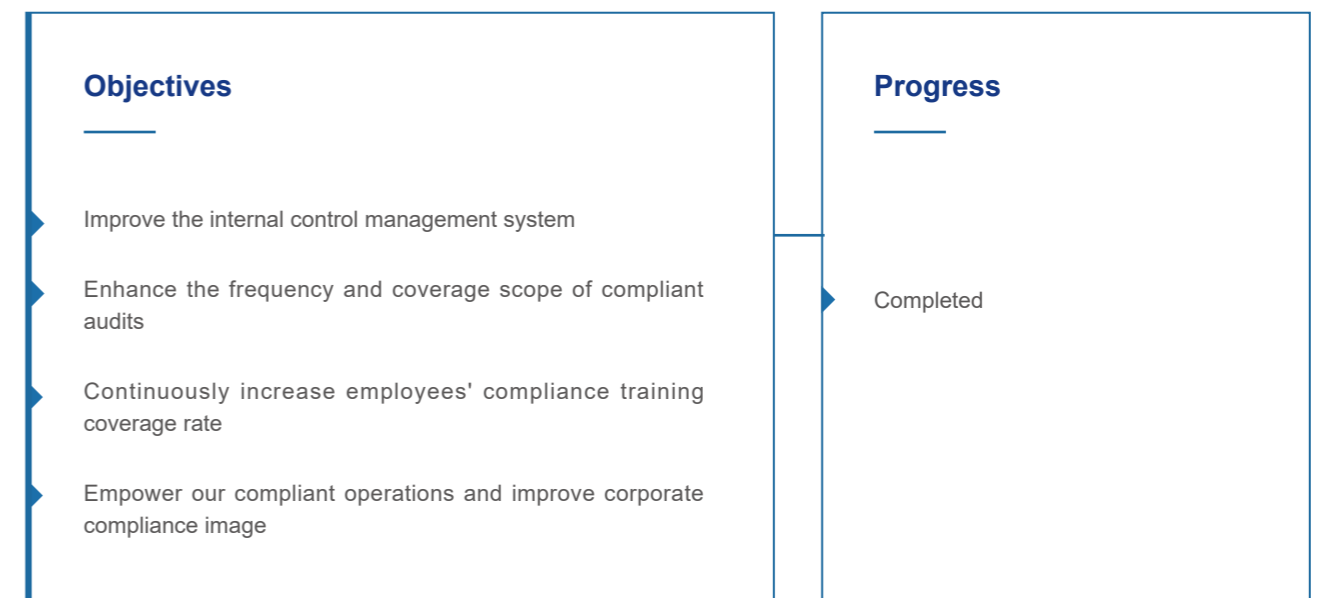 Objectives
Improve the internal control management system
Enhance the frequency and coverage scope of compliant
audits
Continuously increase employees' compliance training
coverage rate
Empower our compliant operations and improve corporate
compliance image
Progress
Completed